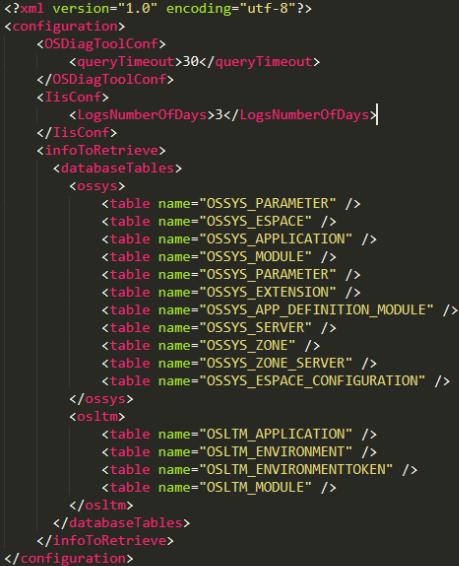 <?xml version="1.0" encoding="utf-8"?>
<configuration>
    <OSDiagToolConf>
        <queryTimeout>30</queryTimeout>
    </OSDiagToolConf>
    <IisConf>
        <LogsNumberOfDays>3</LogsNumberOfDays>
    </IisConf>
    <infoToRetrieve>
      <databaseTables>
        <ossys>
            <table name="OSSYS_PARAMETER" />
            <table name="OSSYS_ESPACE" />
            <table name="OSSYS_APPLICATION" />
            <table name="OSSYS_MODULE" />
            <table name="OSSYS_PARAMETER" />
            <table name="OSSYS_EXTENSION" />
            <table name="OSSYS_APP_DEFINITION_MODULE" />
            <table name="OSSYS_SERVER" />
            <table name="OSSYS_ZONE" />
            <table name="OSSYS_ZONE_SERVER" />
            <table name="OSSYS_ESPACE_CONFIGURATION" />
        </ossys>
        <osltm>
            <table name="OSLTM_APPLICATION" />
            <table name="OSLTM_ENVIRONMENT" />
            <table name="OSLTM_ENVIRONMENTTOKEN" />
            <table name="OSLTM_MODULE" />
        </osltm>
      </databaseTables>
    </infoToRetrieve>
</configuration>